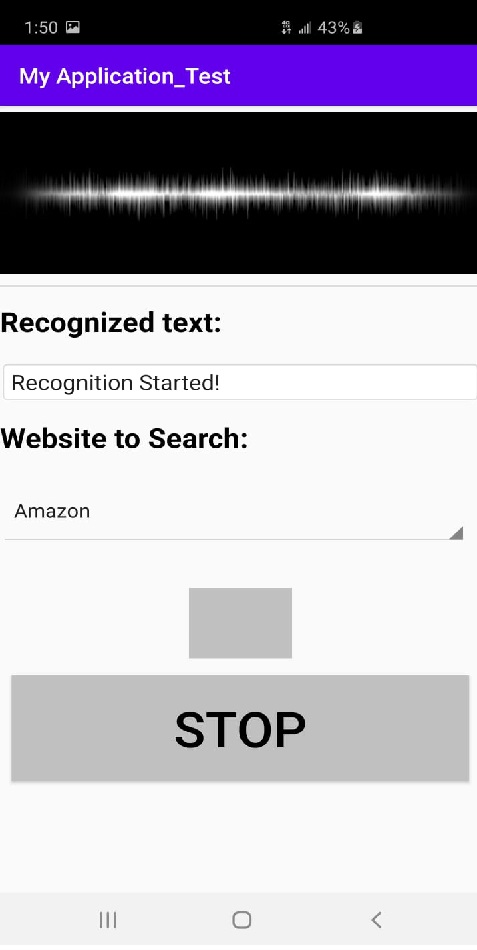 1:50 43%
My Application_Test
Recognized text:
Recognition Started!
Website to Search:
Amazon
STOP